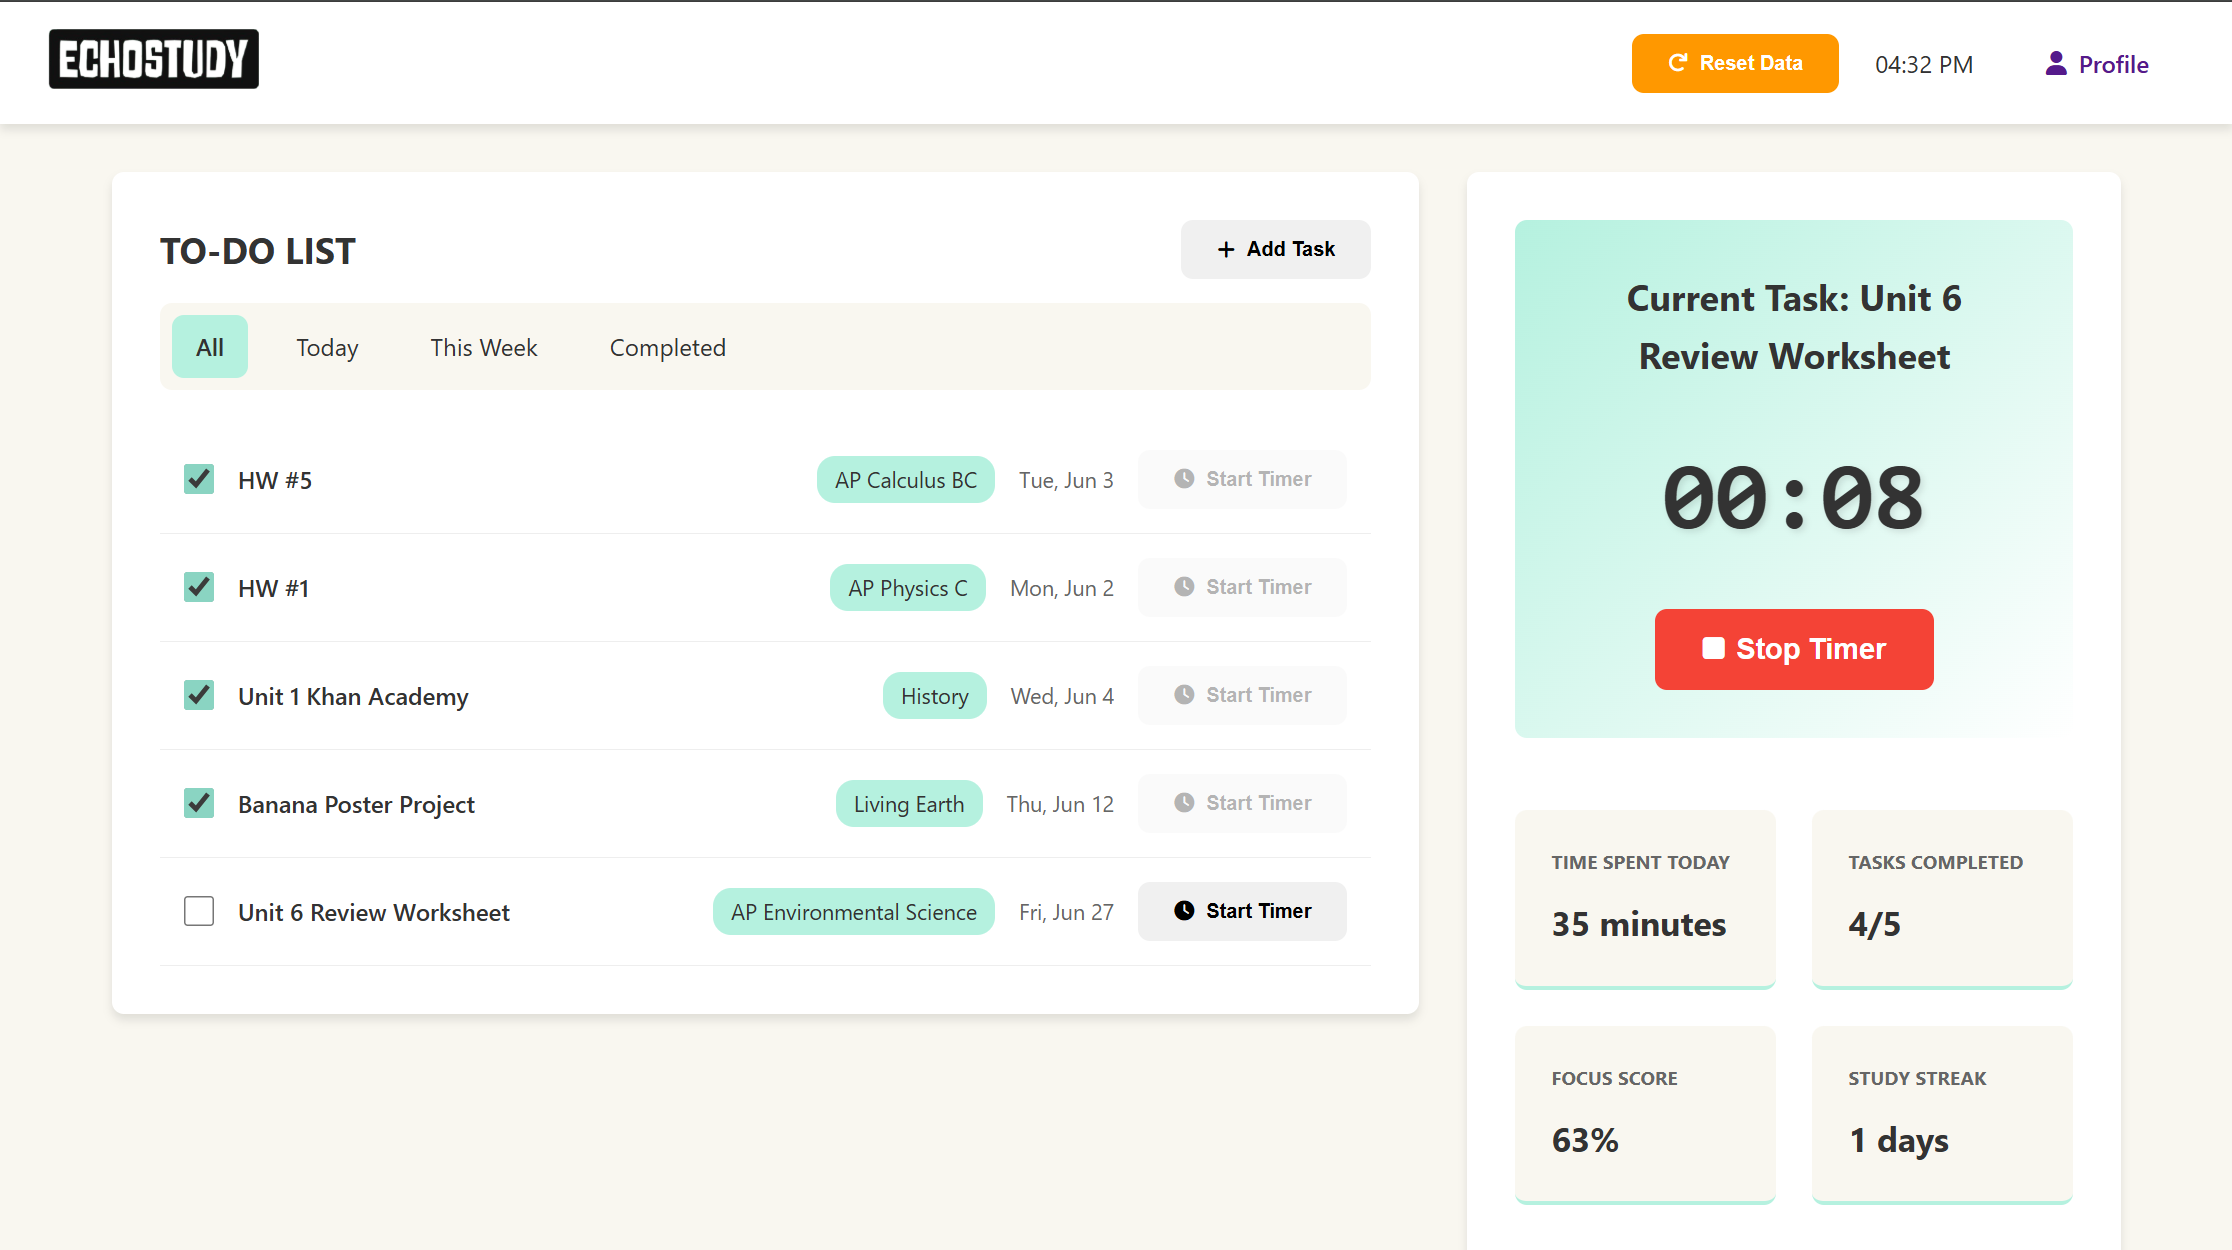 ECHOSTUDY
Reset Data
04:32 PM
Profile
TO-DO LIST
Add Task
All
Today
This Week
Completed
HW #5
AP Calculus BC
Tue, Jun 3
Start Timer
HW #1
AP Physics C
Mon, Jun 2
Start Timer
Unit 1 Khan Academy
History
Wed, Jun 4
Start Timer
Banana Poster Project
Living Earth
Thu, Jun 12
Start Timer
Unit 6 Review Worksheet
AP Environmental Science
Fri, Jun 27
Start Timer
Current Task: Unit 6
Review Worksheet
00:08
Stop Timer
TIME SPENT TODAY
35 minutes
TASKS COMPLETED
4/5
FOCUS SCORE
63%
STUDY STREAK
1 days